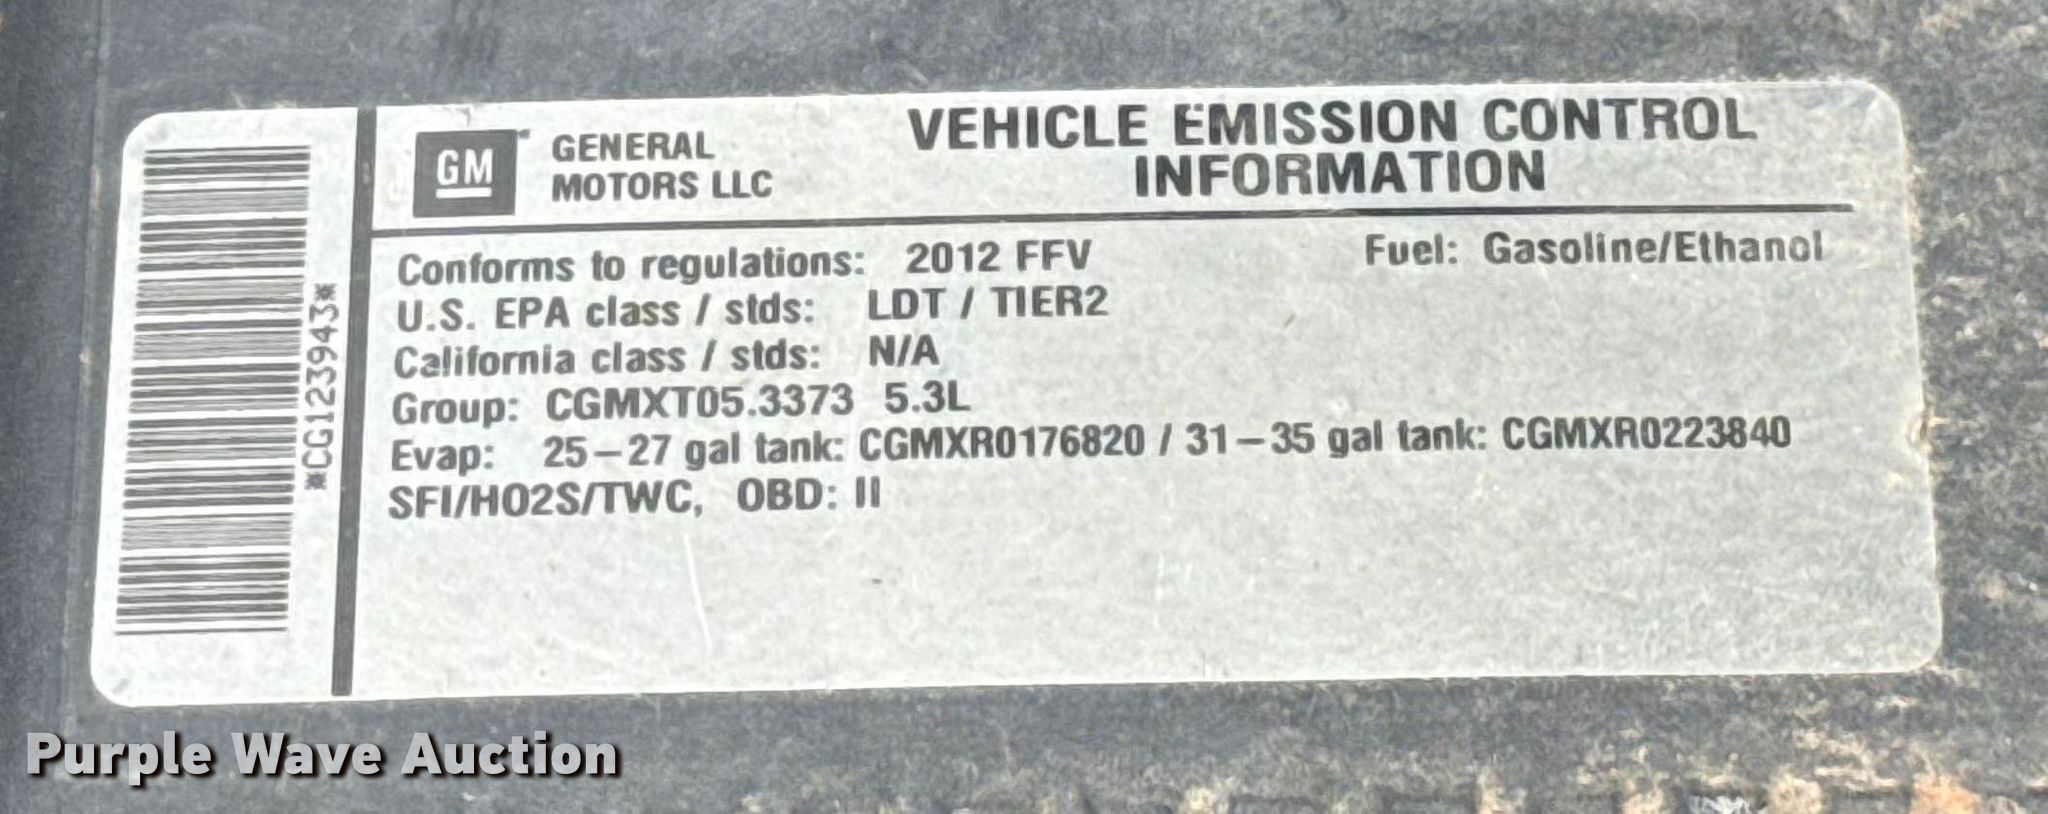 *CG1233943*
GM
GENERAL
MOTORS LLC
VEHICLE EMISSION CONTROL
INFORMATION
Conforms to regulations: 2012 FFV Fuel: Gasoline/Ethanol
U.S. EPA class / stds: LDT / TIER2
California class / stds: N/A
Group: CGMXT05.3373 5.3L
Evap: 25-27 gal tank: CGMXR0176820 / 31-35 gal tank: CGMXR0223840
SFI/HO2S/TWC, OBD: II
Purple Wave Auction